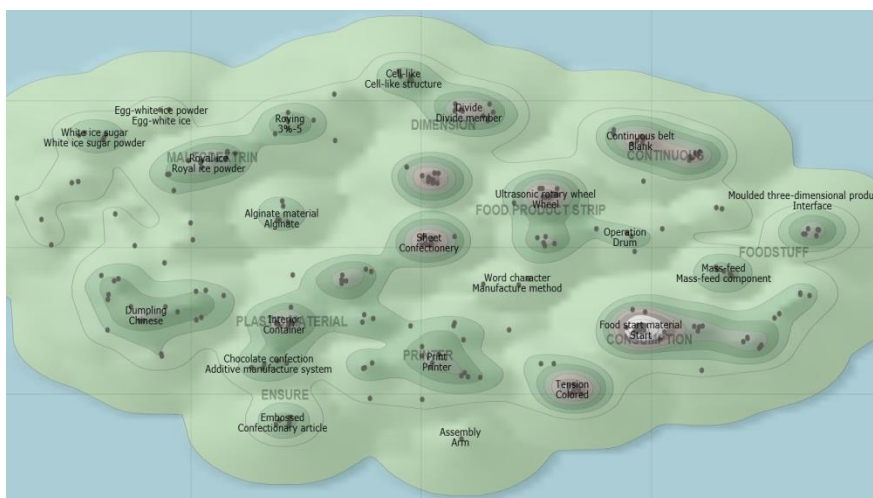 Cell-like
Cell-like structure
Egg-white-ice powder
Egg-white ice
Divide
Divide member
DIMENSION
Roying
3%-5
White ice sugar
White ice sugar powder
Continuous belt
Blank
CONTINUOUS
Royal ice
Royal ice powder
Ultrasonic rotary wheel
Wheel
FOOD PRODUCT STRIP
Moulded three-dimensional produ
Interface
Alginate material
Alginate
Operation
Drum
Sheet
Confectionery
FOODSTUFF
Mass-feed
Mass-feed component
Word character
Manufacture method
Dumpling
Chinese
Interior
Container
Food start material
Start
CONSUMPTION
PRINTER
Print
Printer
Chocolate confection
Additive manufacture system
Tension
Colored
ENSURE
Embossed
Confectionary article
Assembly
Arm